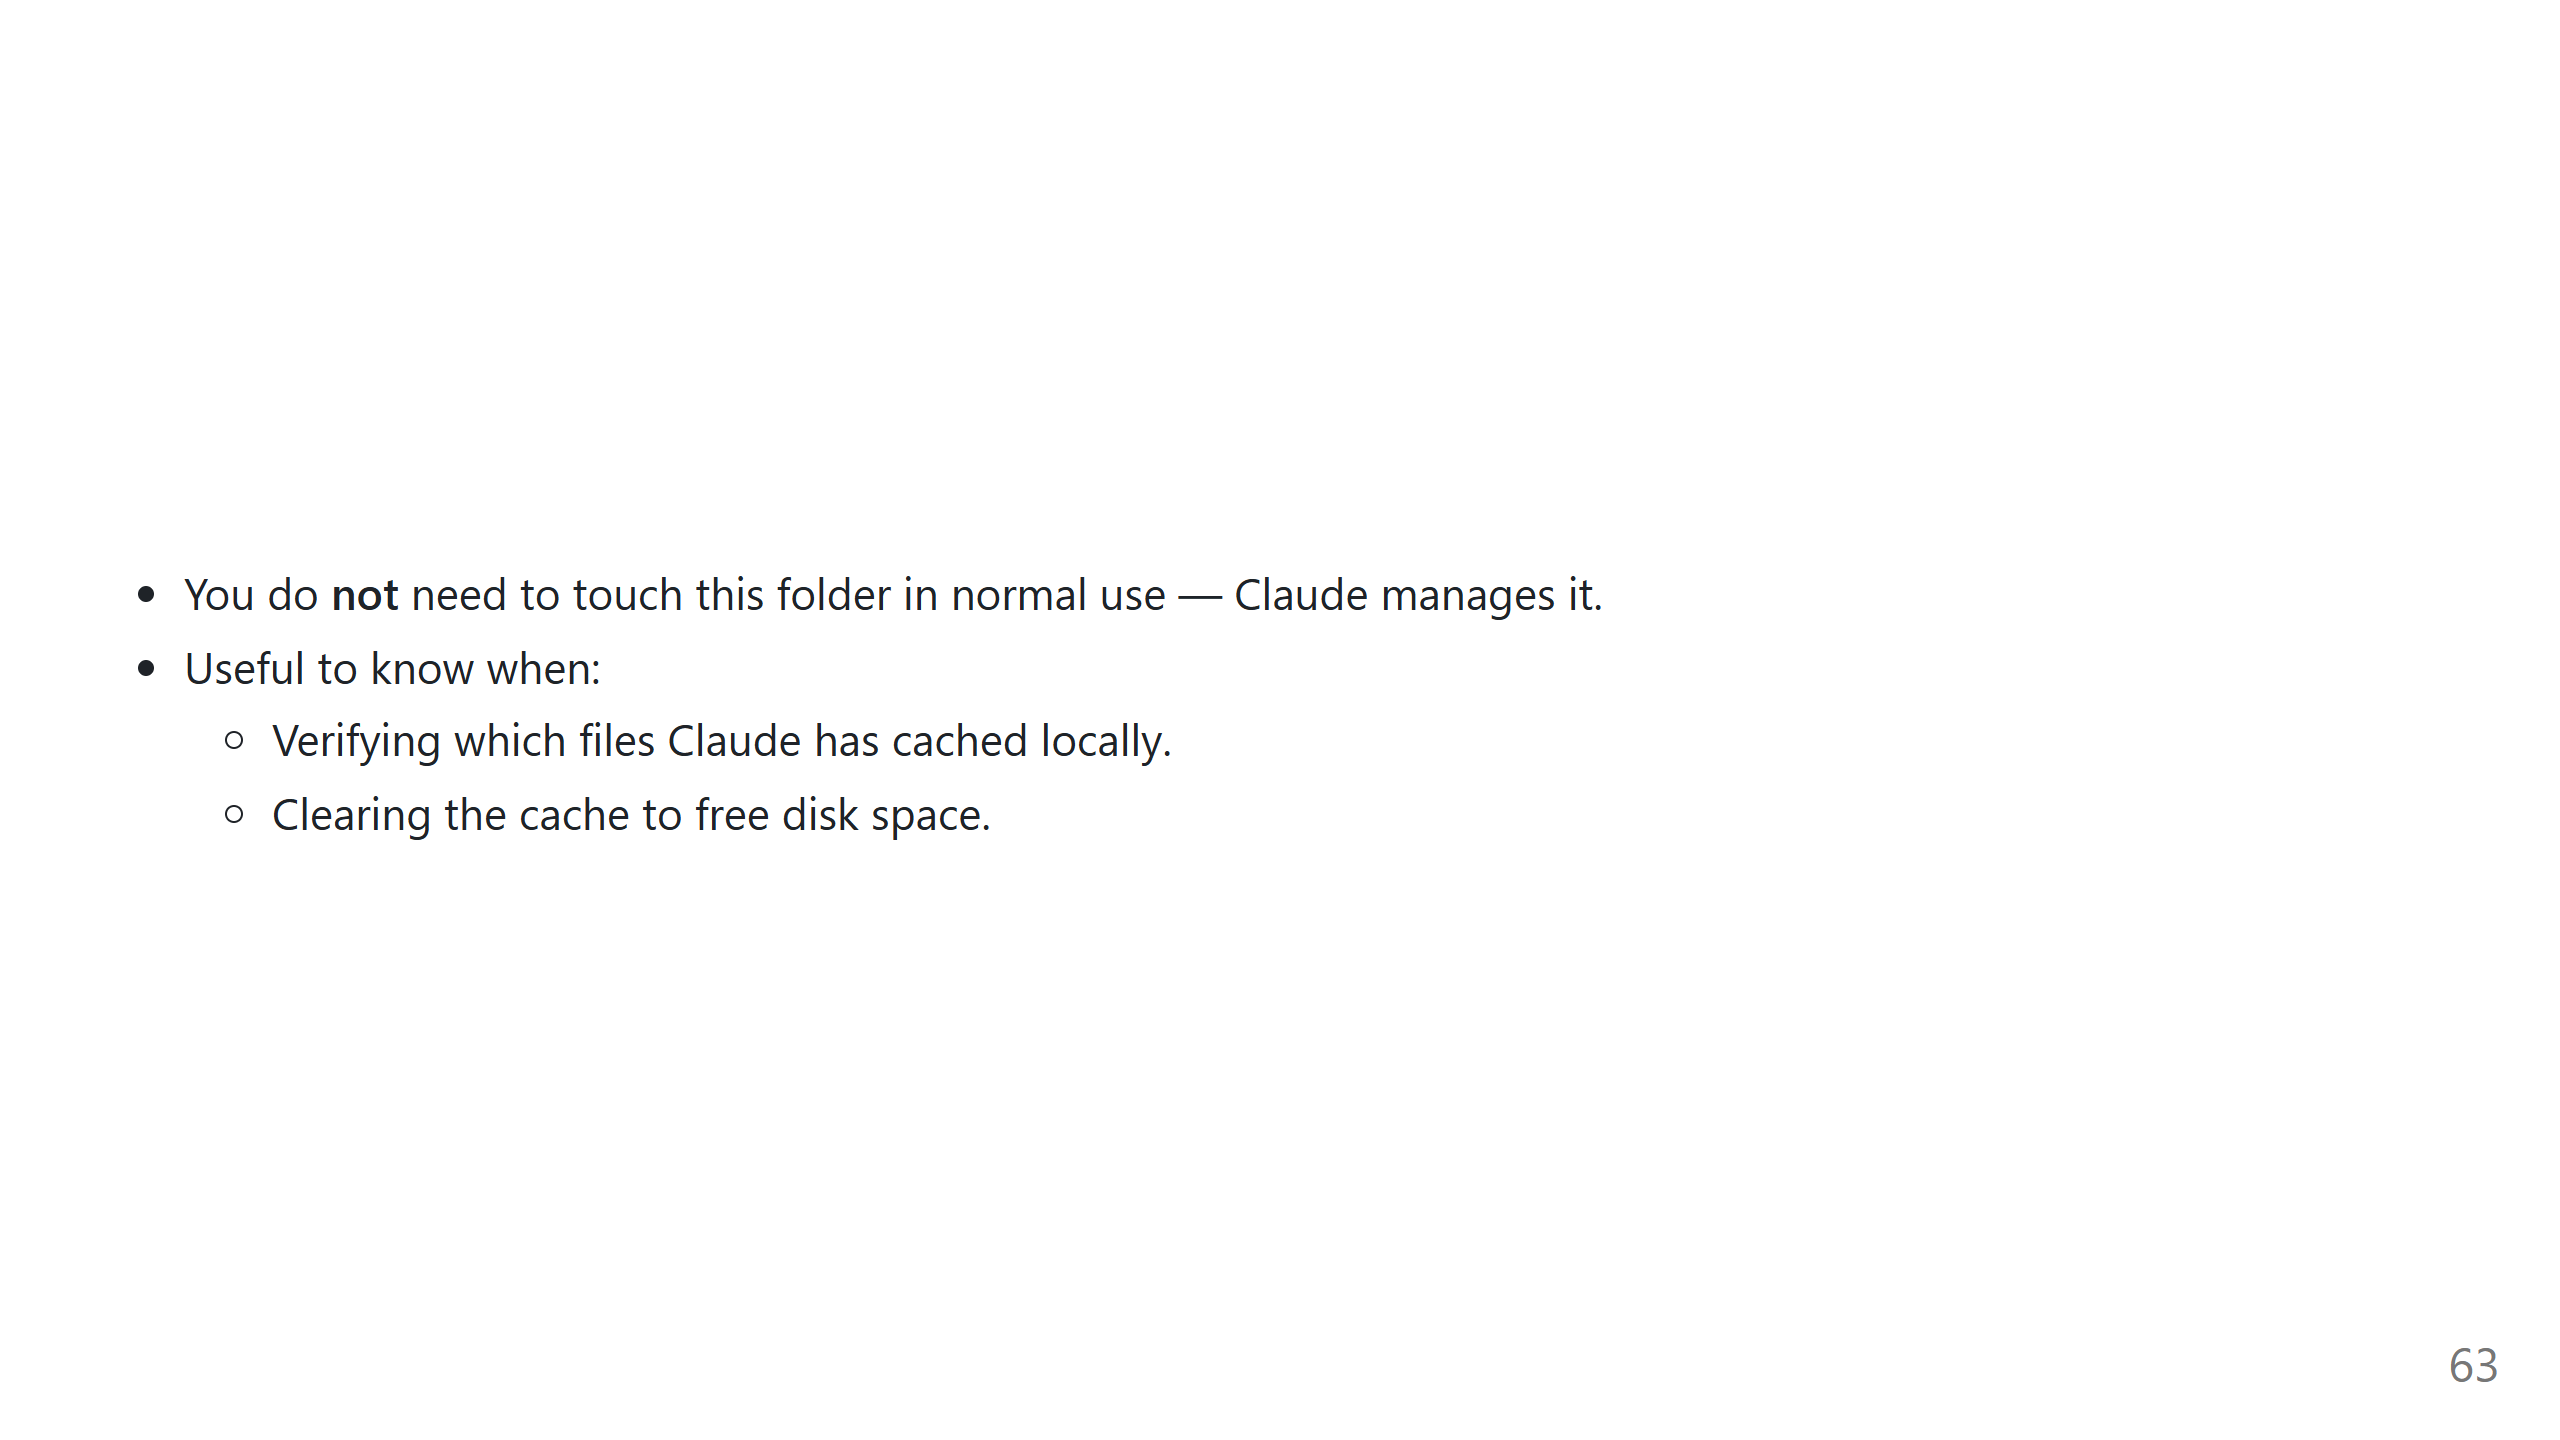 • You do not need to touch this folder in normal use — Claude manages it.
• Useful to know when:
○ Verifying which files Claude has cached locally.
○ Clearing the cache to free disk space.
63